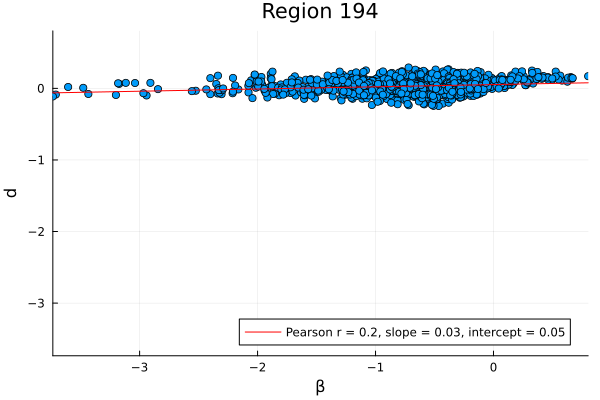 Region 194
0
−1
−2
−3
d
Pearson r = 0.2, slope = 0.03, intercept = 0.05
−3
−2
−1
0
β